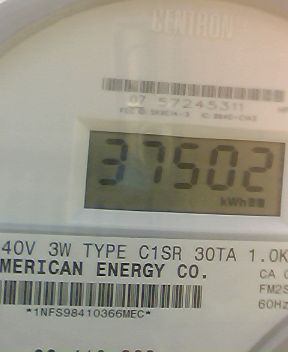 CENTRON
07 57245311
37502
kWh
40V 3W TYPE C1SR 30TA 1.0K
MERICAN ENERGY CO.
CA
FM2S
60Hz
*1NFS98410366MEC*